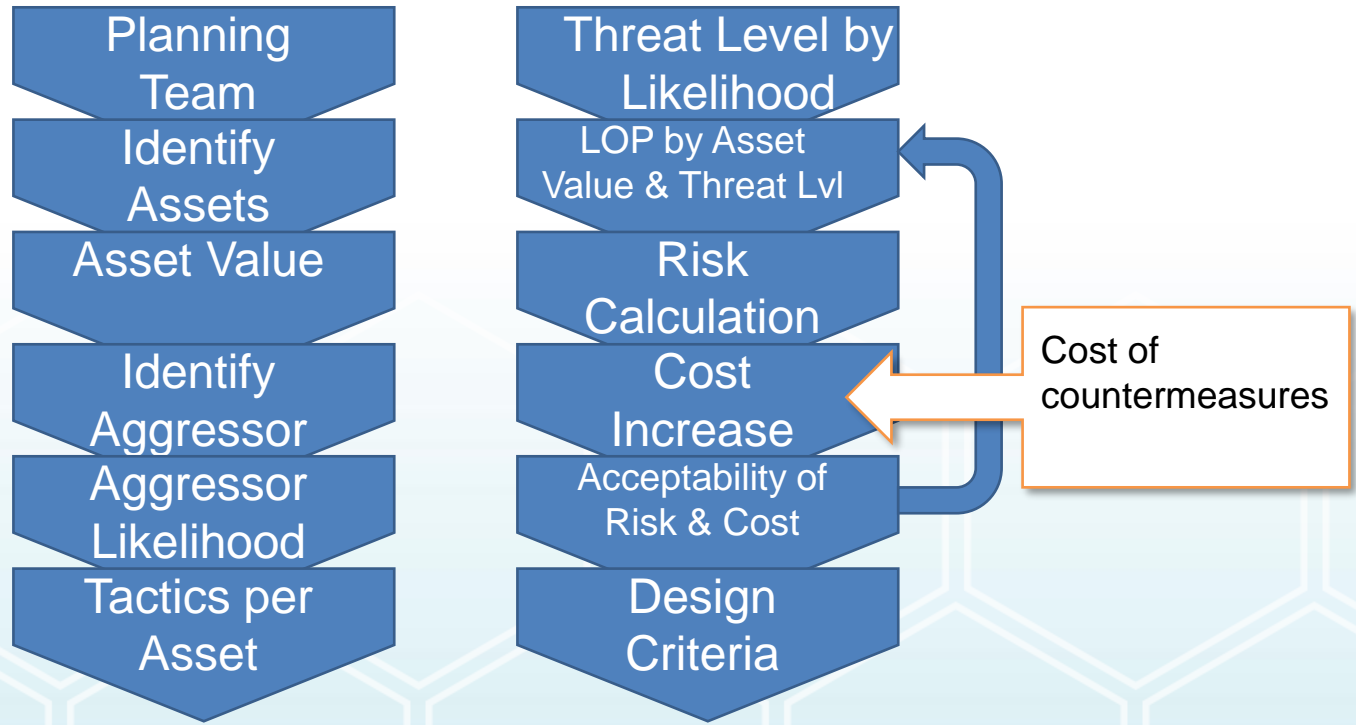 Planning
Team
Identify
Assets
Asset Value
Identify
Aggressor
Aggressor
Likelihood
Tactics per
Asset
Threat Level by
Likelihood
LOP by Asset
Value & Threat Lvl
Risk
Calculation
Cost
Increase
Acceptability of
Risk & Cost
Design
Criteria
Cost of
countermeasures